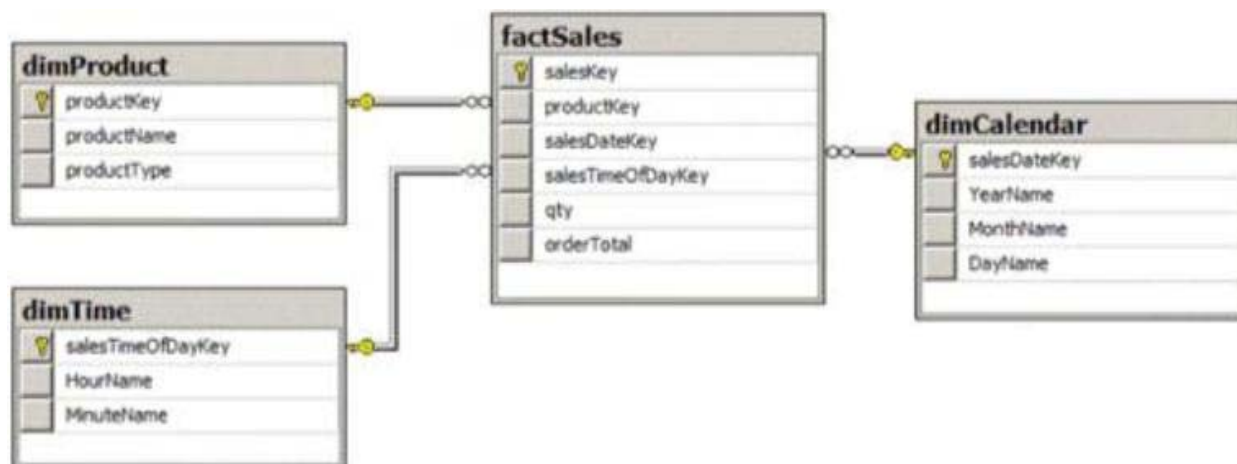 dimProduct
productKey
productName
productType
dimTime
salesTimeOfDayKey
HourName
MinuteName
factSales
salesKey
productKey
salesDateKey
salesTimeOfDayKey
qty
orderTotal
dimCalendar
salesDateKey
YearName
MonthName
DayName